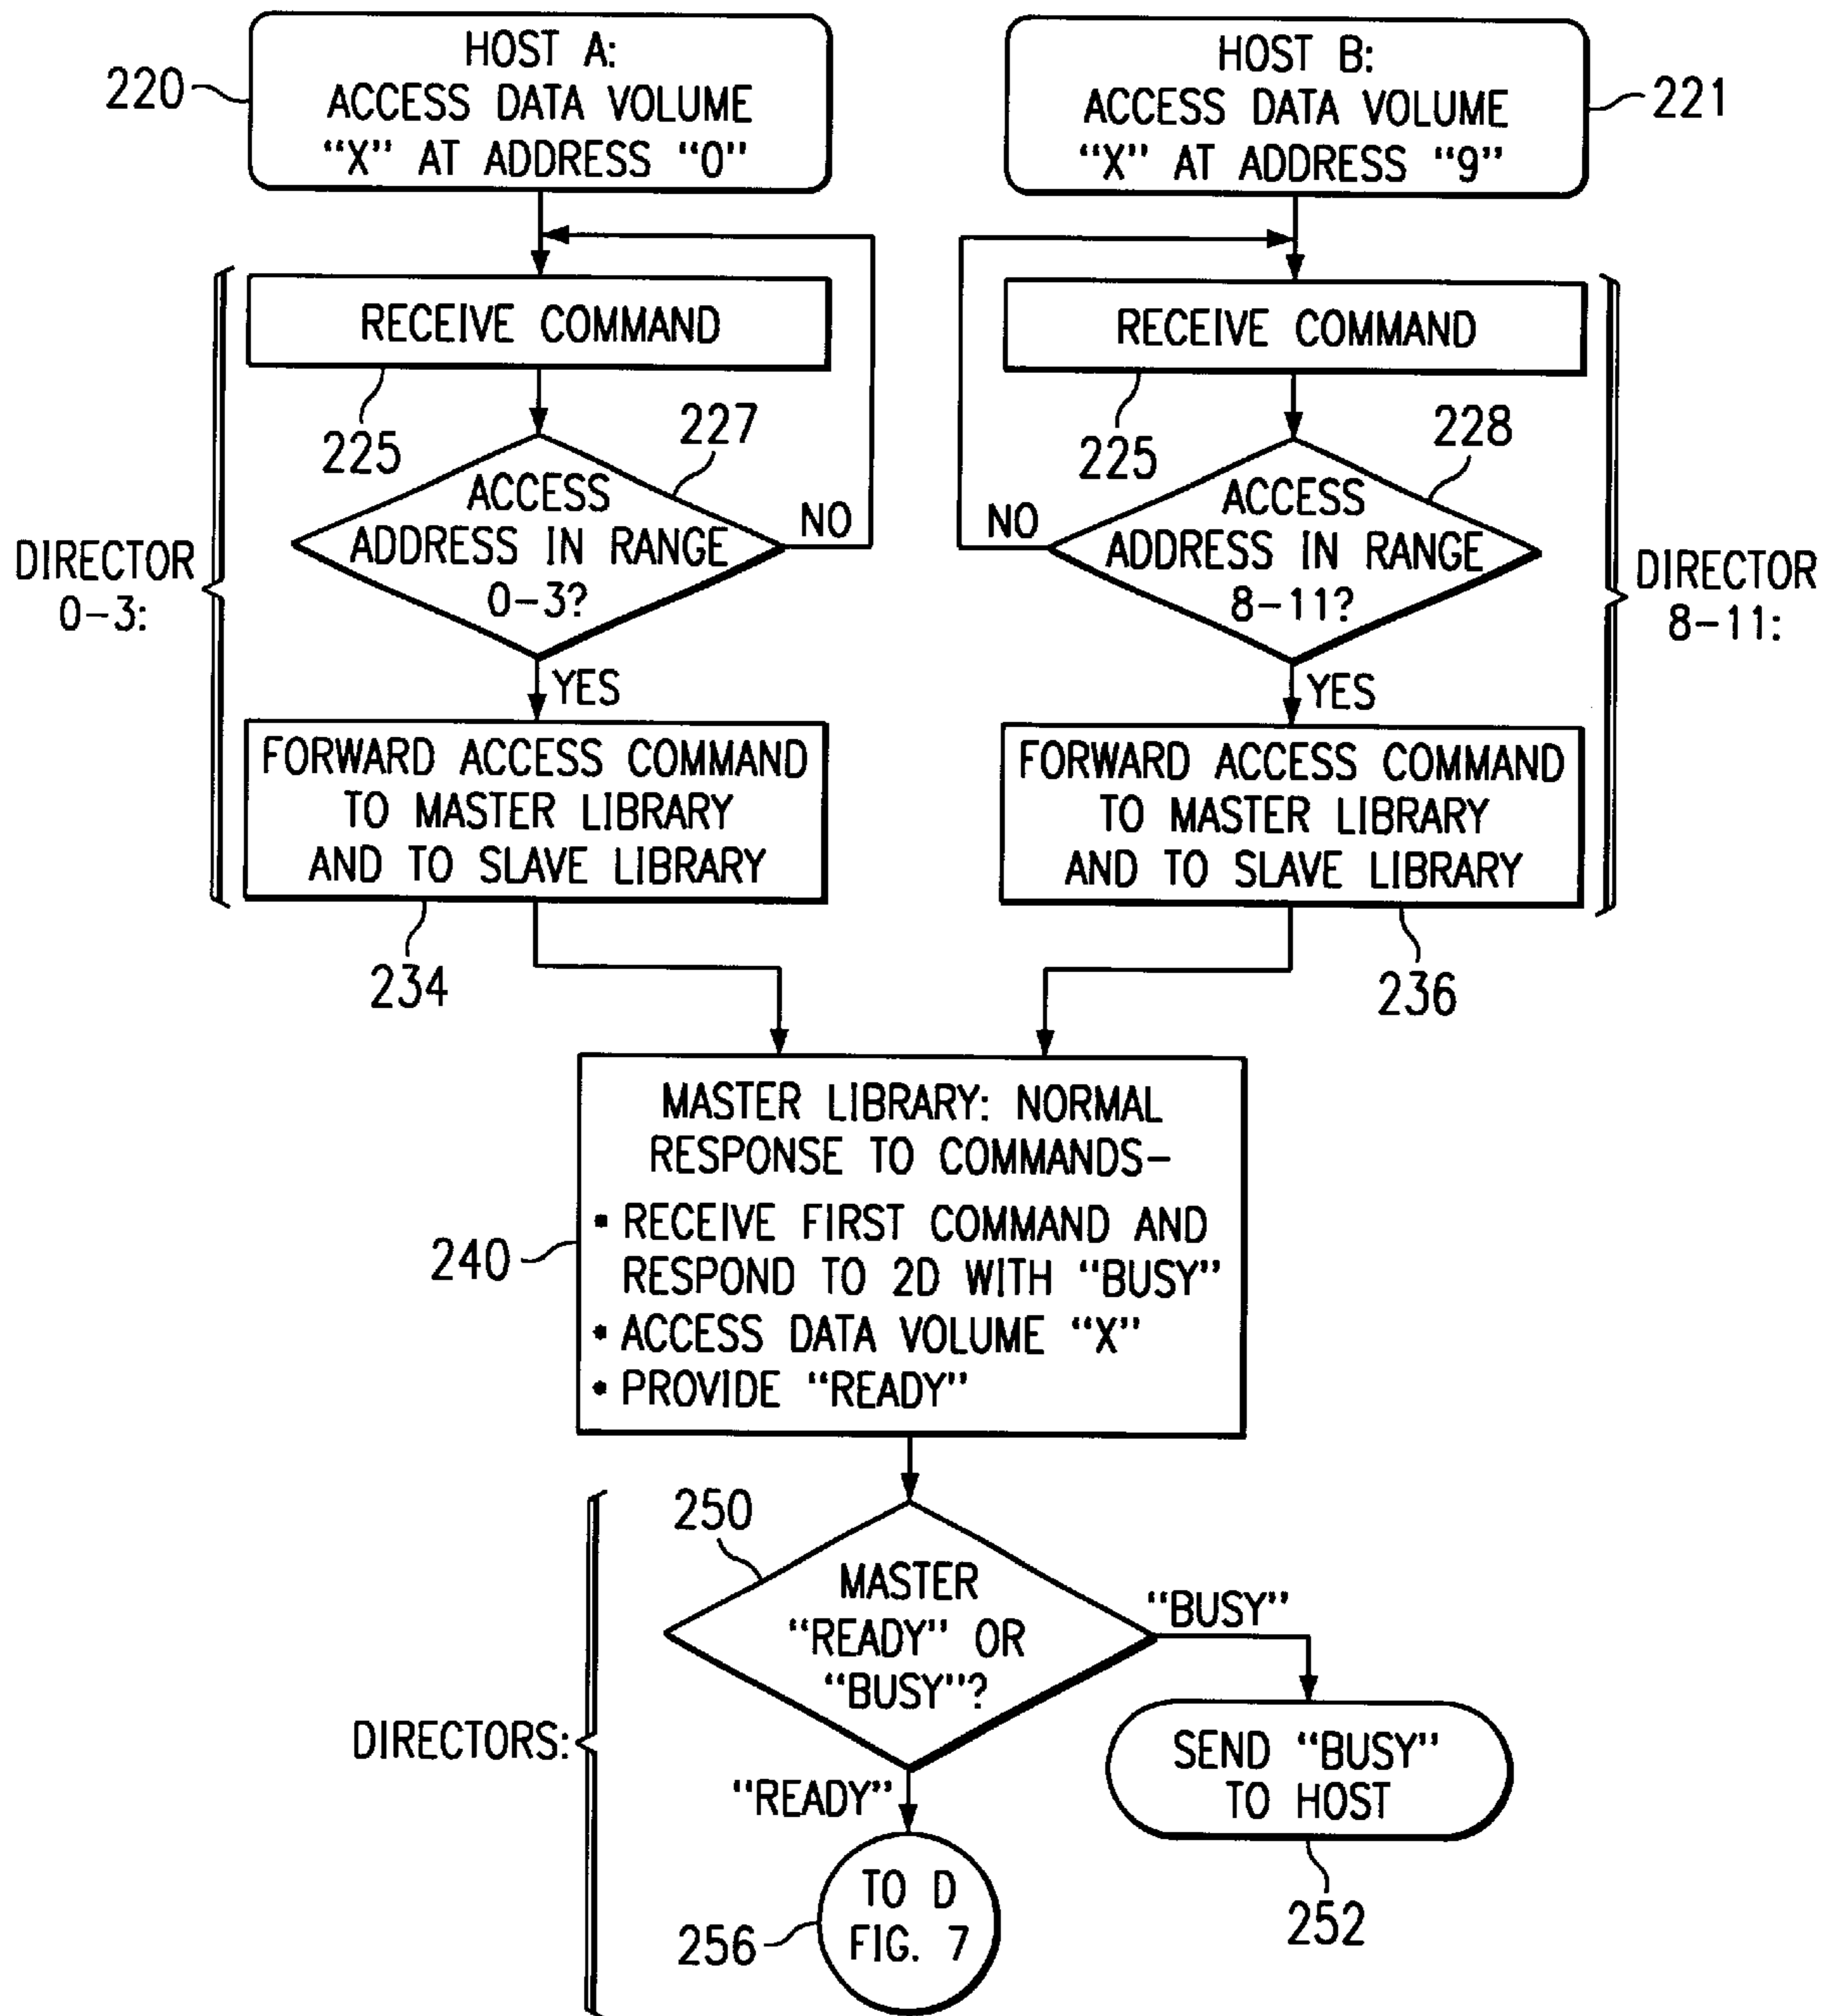 HOST A:
ACCESS DATA VOLUME
"X" AT ADDRESS "0"
220
HOST B:
ACCESS DATA VOLUME
"X" AT ADDRESS "9"
221
RECEIVE COMMAND
225
RECEIVE COMMAND
225
227
ACCESS
ADDRESS IN RANGE
0-3?
NO
YES
228
ACCESS
ADDRESS IN RANGE
8-11?
NO
YES
DIRECTOR
0-3:
DIRECTOR
8-11:
FORWARD ACCESS COMMAND
TO MASTER LIBRARY
AND TO SLAVE LIBRARY
234
FORWARD ACCESS COMMAND
TO MASTER LIBRARY
AND TO SLAVE LIBRARY
236
MASTER LIBRARY: NORMAL
RESPONSE TO COMMANDS-
• RECEIVE FIRST COMMAND AND
RESPOND TO 2D WITH "BUSY"
• ACCESS DATA VOLUME "X"
• PROVIDE "READY"
240
250
MASTER
"READY" OR
"BUSY"?
"BUSY"
DIRECTORS:
SEND "BUSY"
TO HOST
252
"READY"
TO D
FIG. 7
256